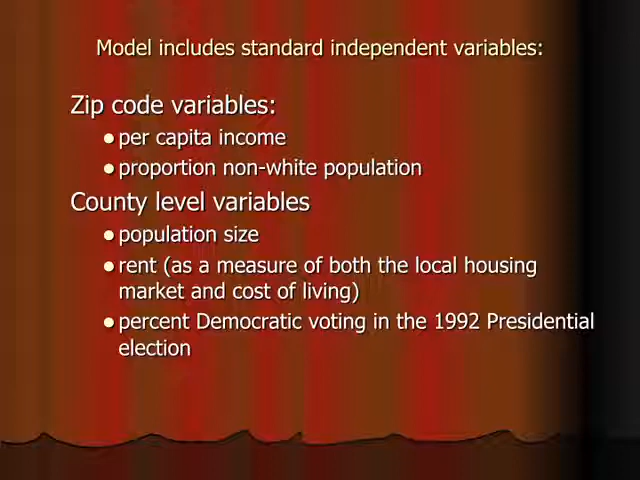 Model includes standard independent variables:
Zip code variables:
● per capita income
● proportion non-white population
County level variables
● population size
● rent (as a measure of both the local housing
market and cost of living)
● percent Democratic voting in the 1992 Presidential
election